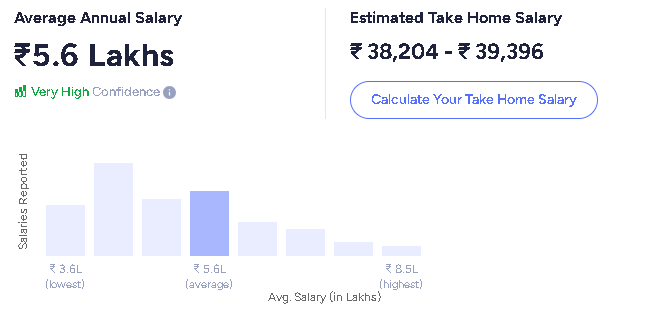 Average Annual Salary
₹5.6 Lakhs
Very High Confidence i
Estimated Take Home Salary
₹ 38,204 - ₹ 39,396
Calculate Your Take Home Salary
Salaries Reported
₹ 3.6L
(lowest)
₹ 5.6L
(average)
₹ 8.5L
(highest)
Avg. Salary (in Lakhs)